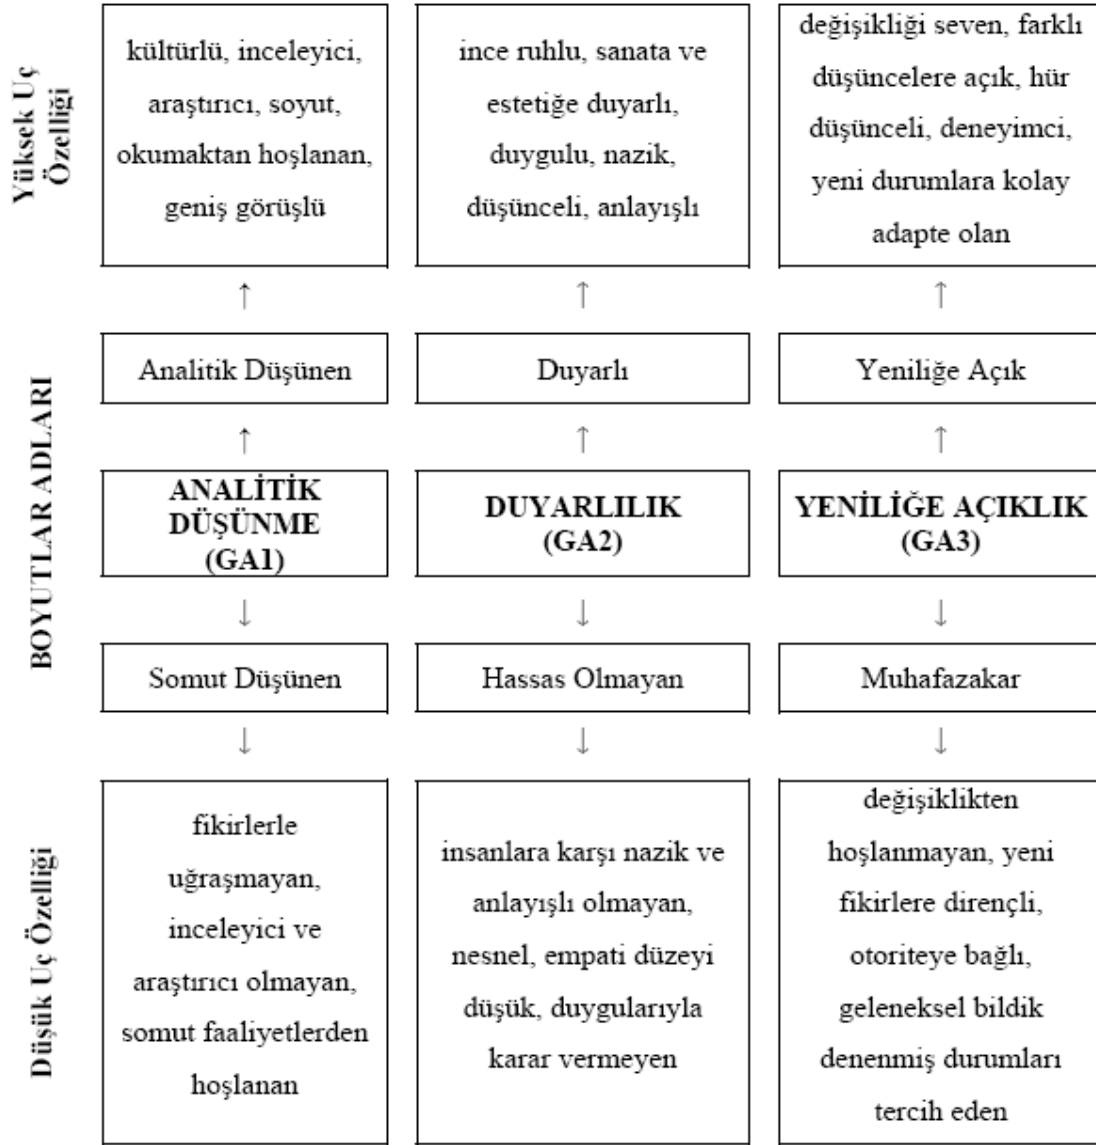 Yüksek Uç
Özelliği
kültürlü, inceleyici,
araştırıcı, soyut,
okumaktan hoşlanan,
geniş görüşlü
ince ruhlu, sanata ve
estetiğe duyarlı,
duygulu, nazik,
düşünceli, anlayışlı
değişikliği seven, farklı
düşüncelere açık, hür
düşünceli, deneyimci,
yeni durumlara kolay
adapte olan
↑ ↑ ↑
BOYUTLAR ADLARI
Analitik Düşünen
Duyarlı
Yeniliğe Açık
↑ ↑ ↑
ANALİTİK
DÜŞÜNME
(GA1)
DUYARLILIK
(GA2)
YENİLİĞE AÇIKLIK
(GA3)
↓ ↓ ↓
Somut Düşünen
Hassas Olmayan
Muhafazakar
↓ ↓ ↓
Düşük Uç Özelliği
fikirlerle
uğraşmayan,
inceleyici ve
araştırıcı olmayan,
somut faaliyetlerden
hoşlanan
insanlara karşı nazik ve
anlayışlı olmayan,
nesnel, empati düzeyi
düşük, duygularıyla
karar vermeyen
değişiklikten
hoşlanmayan, yeni
fikirlere dirençli,
otoriteye bağlı,
geleneksel bildik
denenmiş durumları
tercih eden